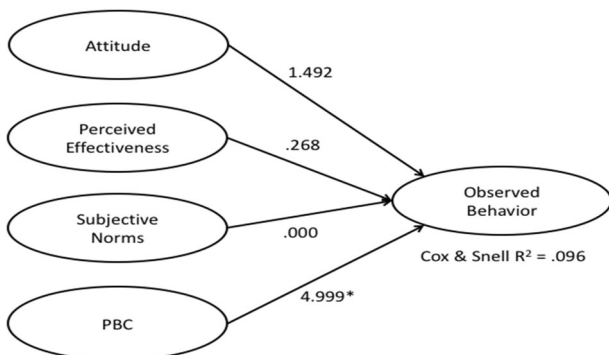 Attitude
1.492
Perceived
Effectiveness
.268
Observed
Behavior
Subjective
Norms
.000
Cox & Snell R² = .096
4.999*
PBC